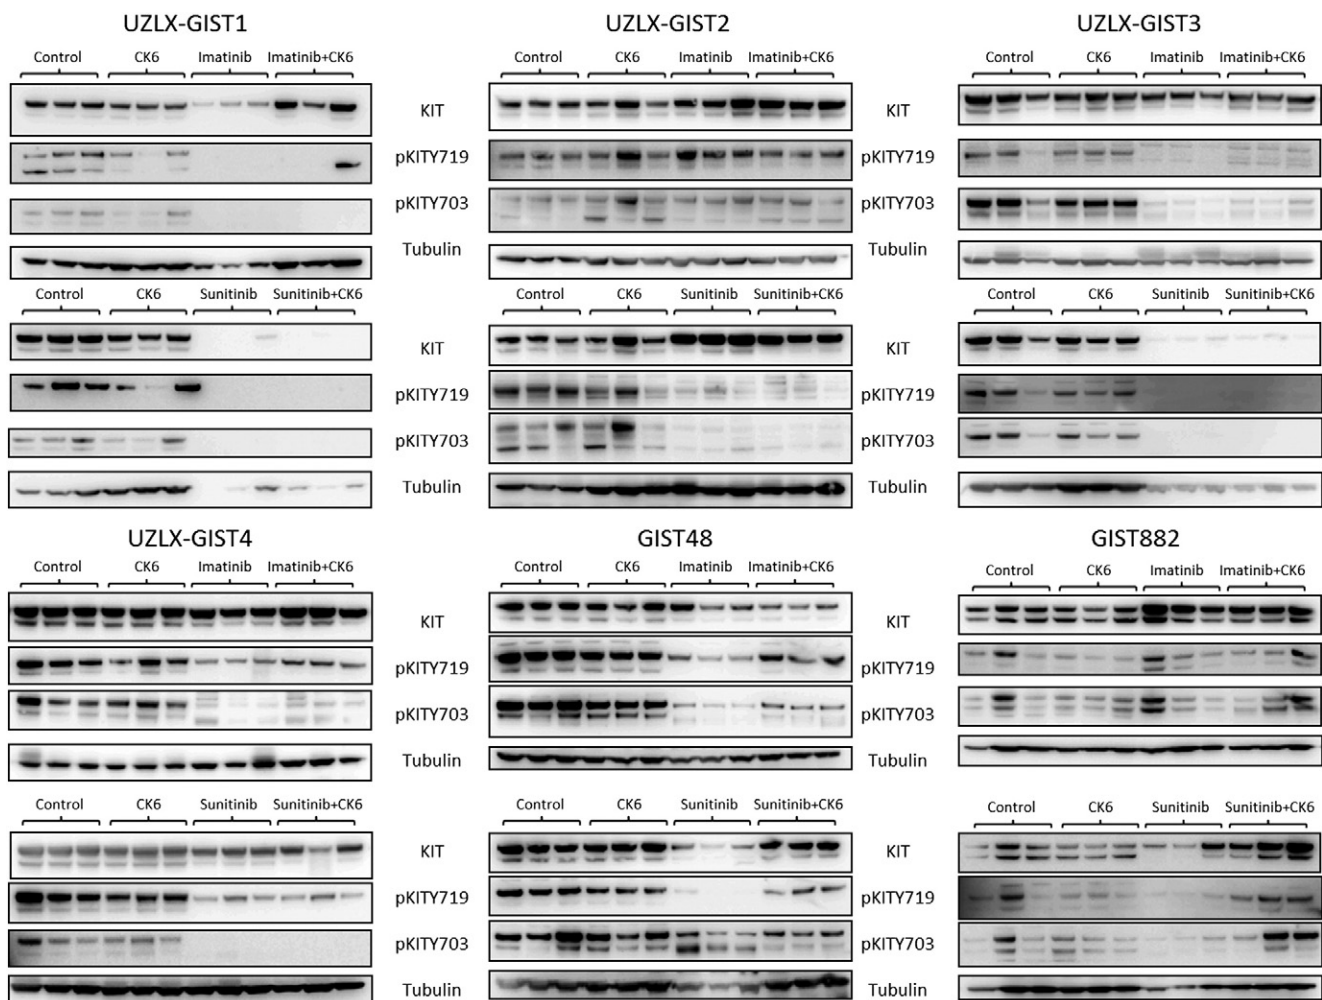 UZLX-GIST1 UZLX-GIST2 UZLX-GIST3
Control CK6 Imatinib Imatinib+CK6 Control CK6 Imatinib Imatinib+CK6 Control CK6 Imatinib Imatinib+CK6
KIT KIT
pKITY719 pKITY719
pKITY703 pKITY703
Tubulin Tubulin
Control CK6 Sunitinib Sunitinib+CK6 Control CK6 Sunitinib Sunitinib+CK6 Control CK6 Sunitinib Sunitinib+CK6
KIT KIT
pKITY719 pKITY719
pKITY703 pKITY703
Tubulin Tubulin
UZLX-GIST4 GIST48 GIST882
Control CK6 Imatinib Imatinib+CK6 Control CK6 Imatinib Imatinib+CK6 Control CK6 Imatinib Imatinib+CK6
KIT KIT
pKITY719 pKITY719
pKITY703 pKITY703
Tubulin Tubulin
Control CK6 Sunitinib Sunitinib+CK6 Control CK6 Sunitinib Sunitinib+CK6 Control CK6 Sunitinib Sunitinib+CK6
KIT KIT
pKITY719 pKITY719
pKITY703 pKITY703
Tubulin Tubulin